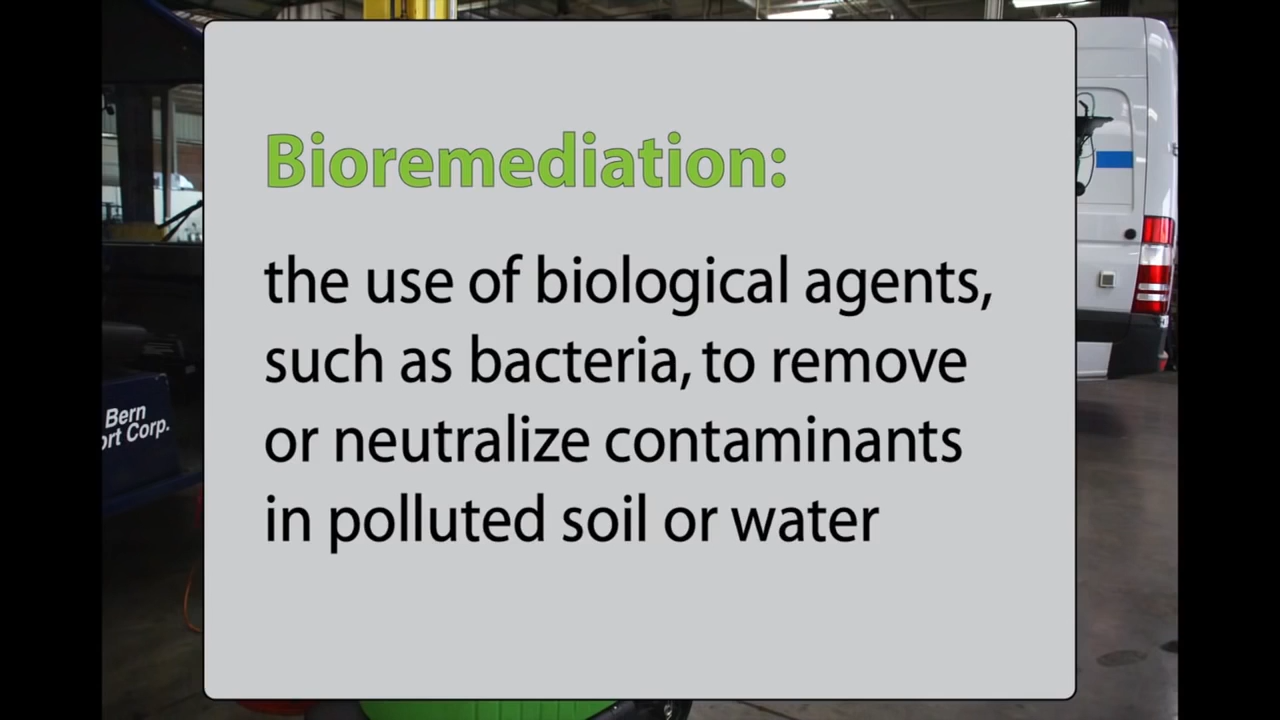 Bioremediation:
the use of biological agents,
such as bacteria, to remove
or neutralize contaminants
in polluted soil or water
Bern
ort Corp.